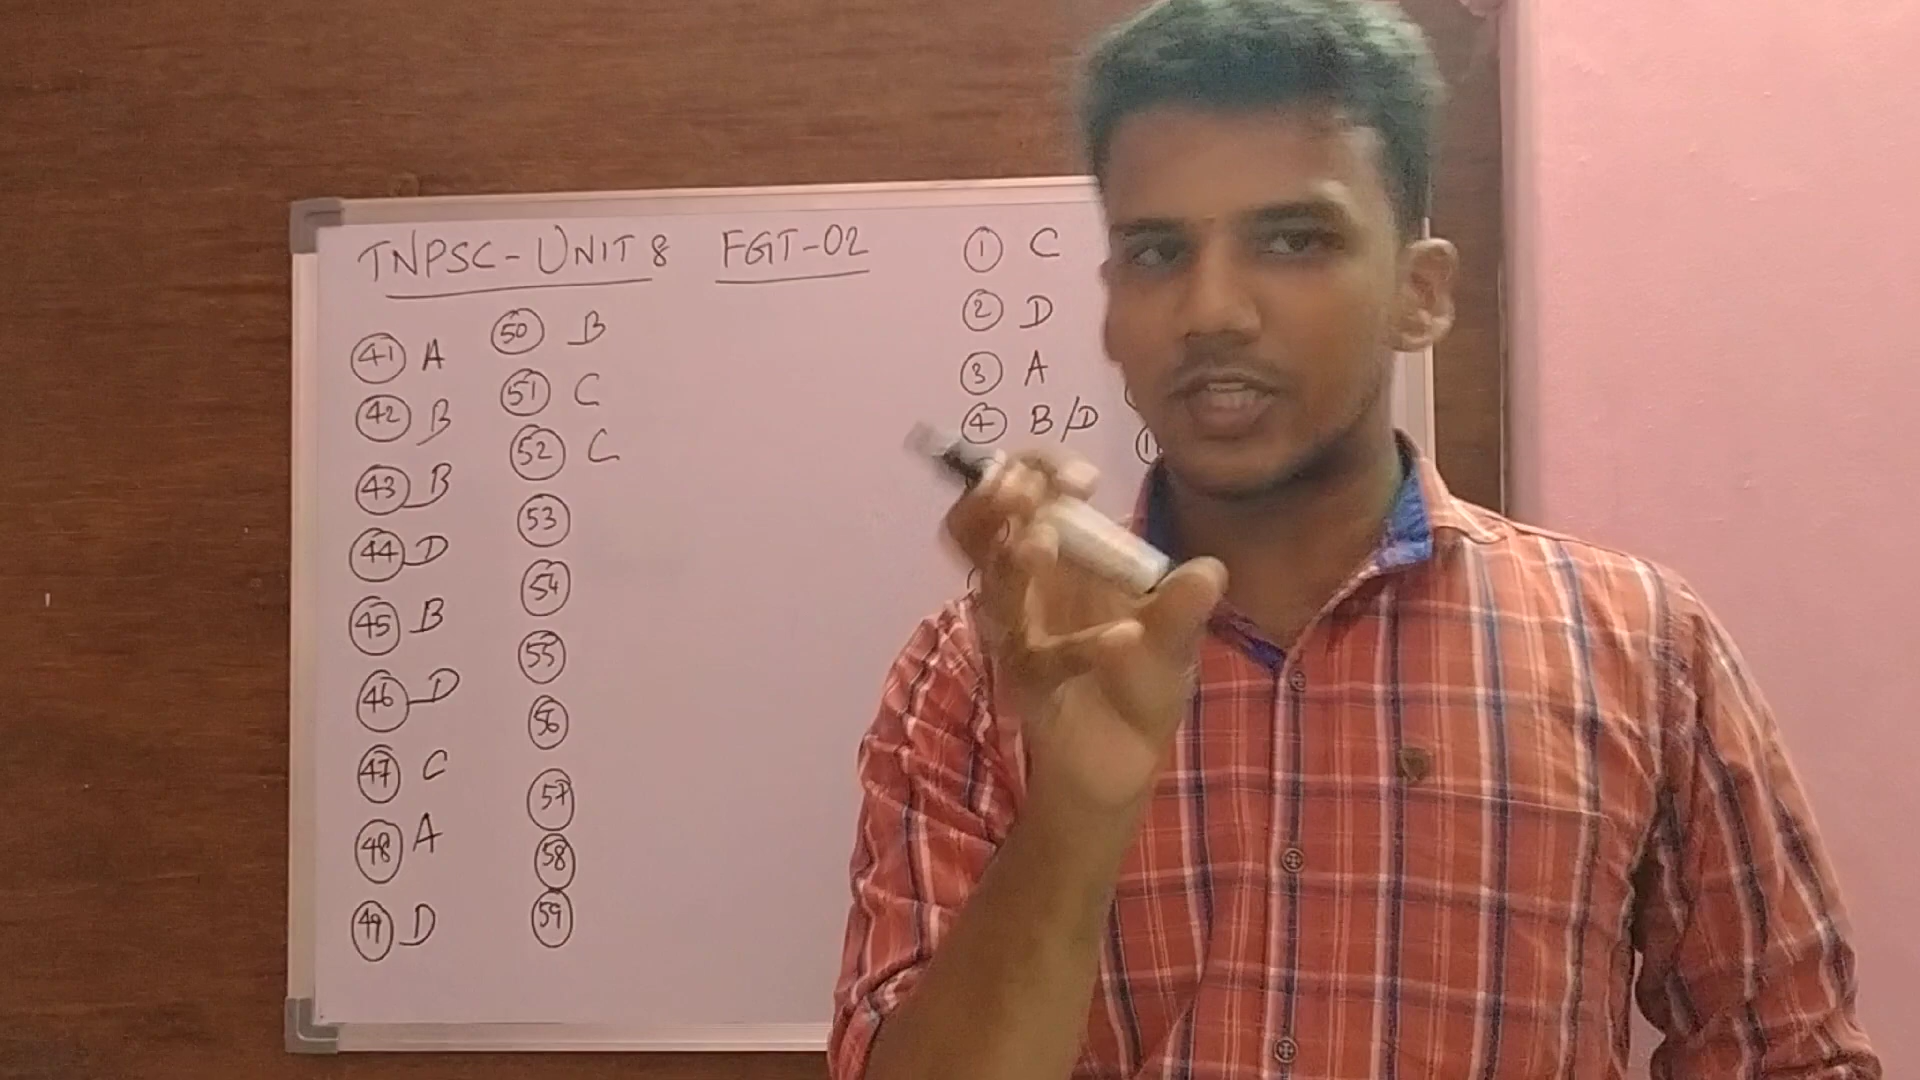 TNPSC - UNIT 8 FGT-02
41 A
42 B
43 B
44 D
45 B
46 D
47 C
48 A
49 D
50 B
51 C
52 C
53
54
55
56
57
58
59
1 C
2 D
3 A
4 B/D